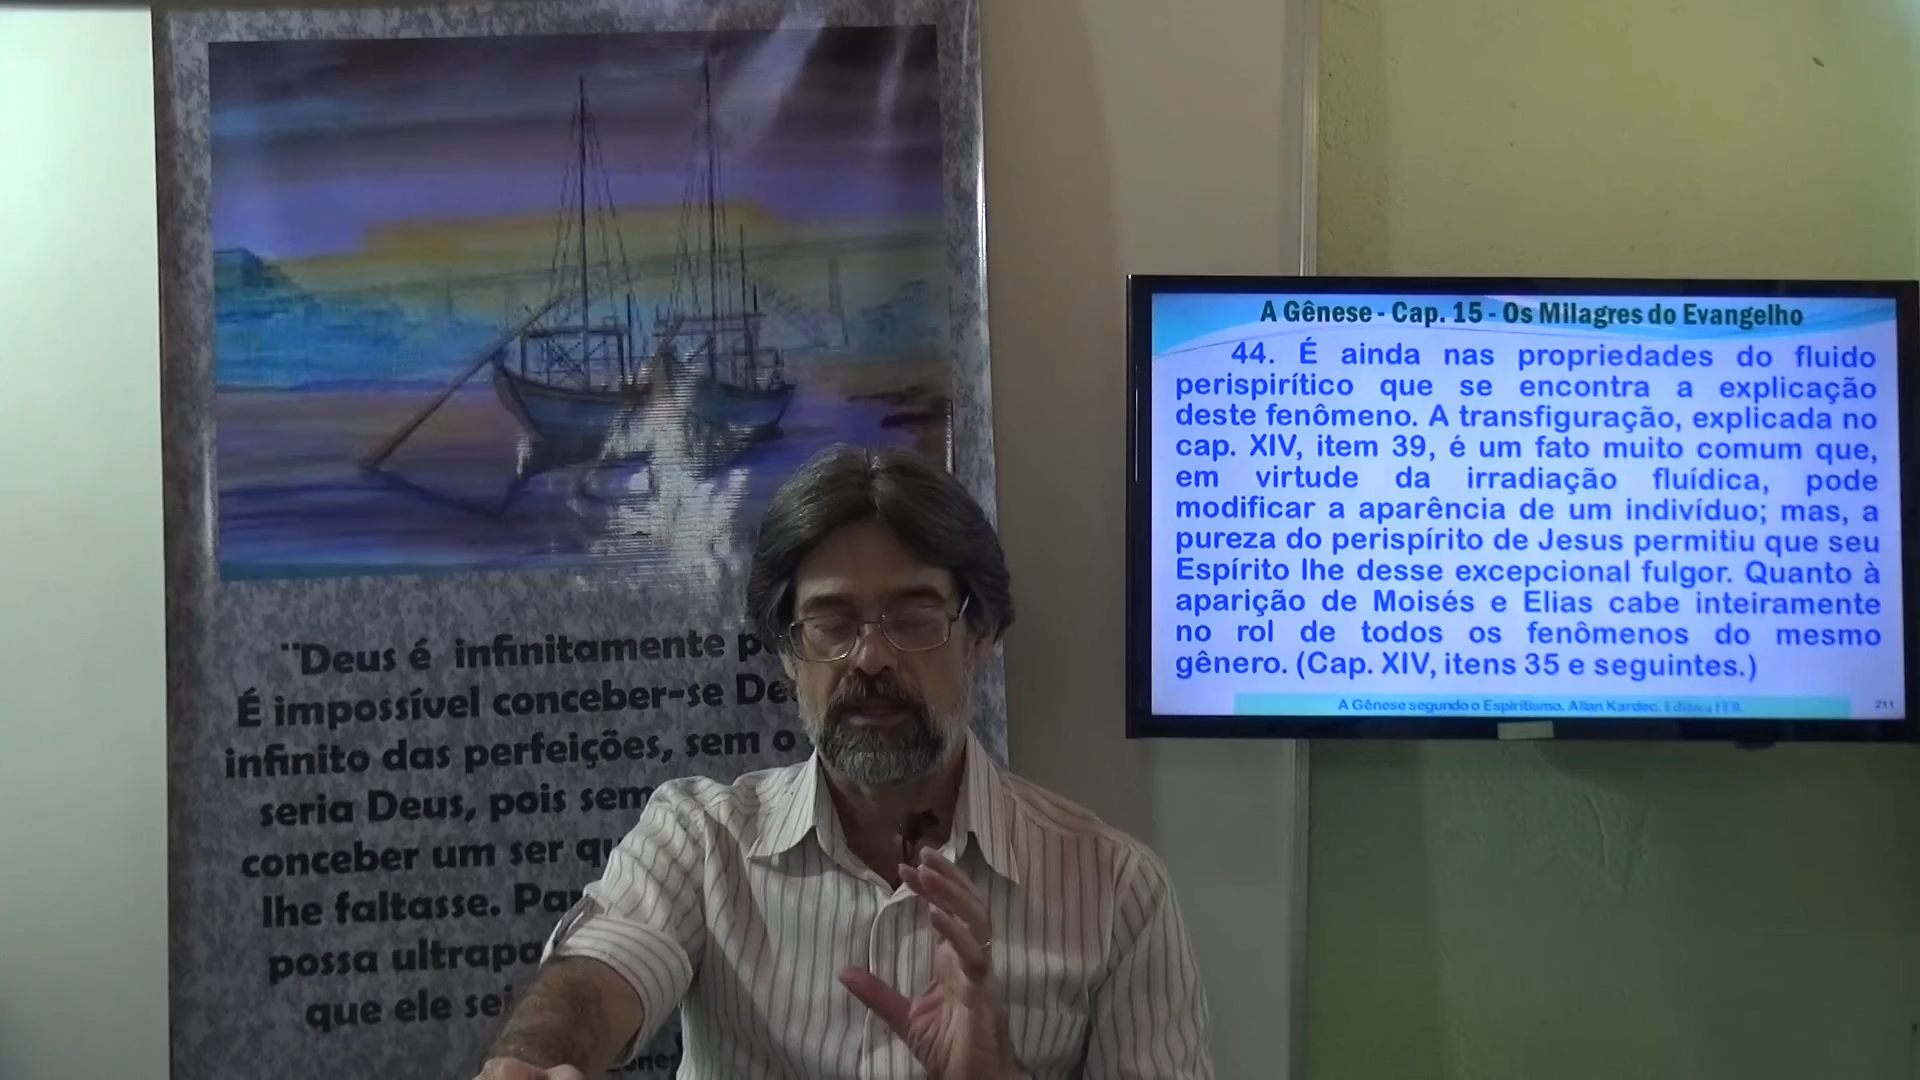 ¨Deus é infinitamente
É impossível conceber-se
infinito das perfeições, sem o
seria Deus, pois sem
conceber um ser
lhe faltasse.
possa
que ele
A Gênese - Cap. 15 - Os Milagres do Evangelho
44. É ainda nas propriedades do fluido
perispirítico que se encontra a explicação
deste fenômeno. A transfiguração, explicada no
cap. XIV, item 39, é um fato muito comum que,
em virtude da irradiação fluídica, pode
modificar a aparência de um indivíduo; mas, a
pureza do perispírito de Jesus permitiu que seu
Espírito lhe desse excepcional fulgor. Quanto à
aparição de Moisés e Elias cabe inteiramente
no rol de todos os fenômenos do mesmo
gênero. (Cap. XIV, itens 35 e seguintes.)
A Gênese segundo o Espiritismo. Allan Kardec. Editora FEB.
211